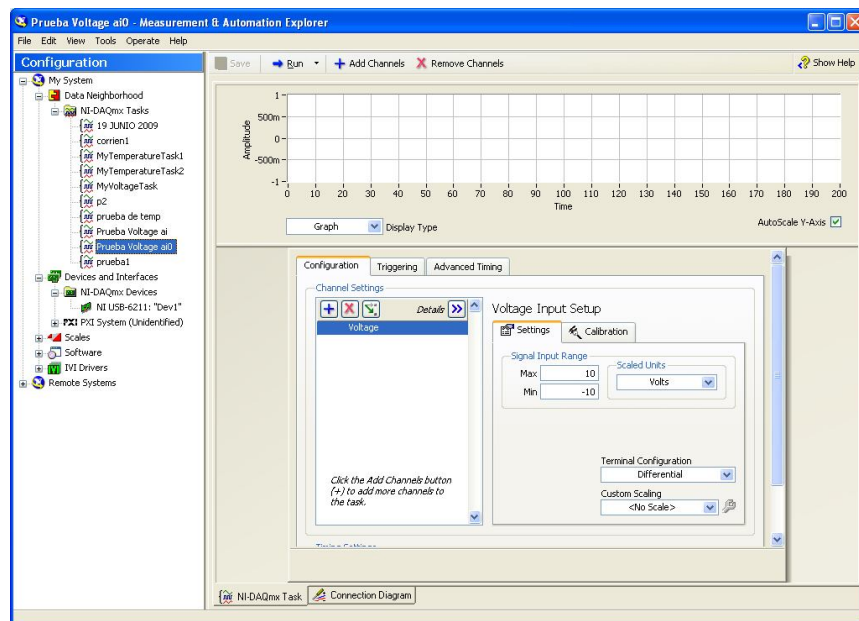 Prueba Voltage ai0 - Measurement & Automation Explorer
File Edit View Tools Operate Help
Configuration
My System
Data Neighborhood
NI-DAQmx Tasks
19 JUNIO 2009
corrien1
MyTemperatureTask1
MyTemperatureTask2
MyVoltageTask
p2
prueba de temp
Prueba Voltage ai
Prueba Voltage ai0
prueba1
Devices and Interfaces
NI-DAQmx Devices
NI USB-6211: "Dev1"
PXI PXI System (Unidentified)
Scales
Software
IVI Drivers
Remote Systems
Save Run Add Channels Remove Channels Show Help
Amplitude
1
500m
0
-500m
-1
0 10 20 30 40 50 60 70 80 90 100 110 120 130 140 150 160 170 180 190 200
Time
Graph Display Type AutoScale Y-Axis
Configuration Triggering Advanced Timing
Channel Settings
Details
Voltage
Click the Add Channels button
(+) to add more channels to
the task.
Voltage Input Setup
Settings Calibration
Signal Input Range
Max 10
Min -10
Scaled Units
Volts
Terminal Configuration
Differential
Custom Scaling
<No Scale>
Timing Settings
NI-DAQmx Task Connection Diagram